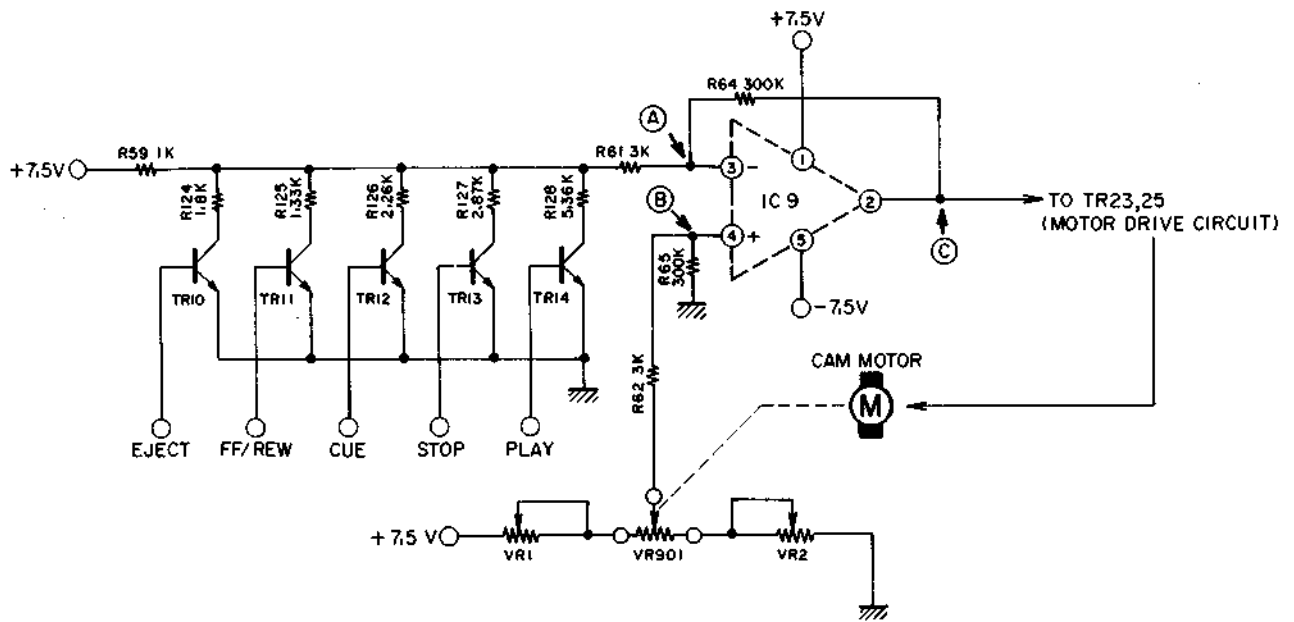 +7.5V
R64 300K
A
R59 1K
R61 3K
+7.5V
3
-
1
R124 1.8K
R125 1.33K
R126 2.26K
R127 2.87K
R128 5.36K
B
IC 9
2
TO TR23,25
(MOTOR DRIVE CIRCUIT)
4
+
5
C
R65 300K
TR10
TR11
TR12
TR13
TR14
-7.5V
CAM MOTOR
R62 3K
M
EJECT
FF/REW
CUE
STOP
PLAY
+7.5 V
VR1
VR901
VR2